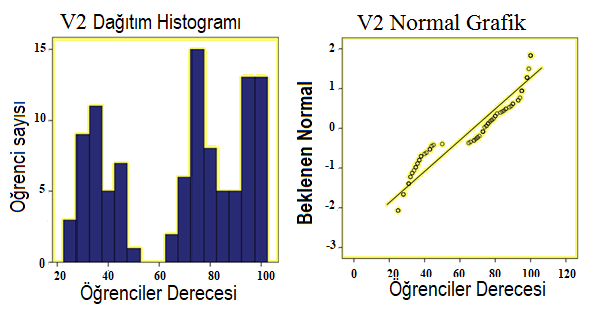 V2 Dağıtım Histogramı
15
10
5
0
20 40 60 80 100
Öğrenci sayısı
Öğrenciler Derecesi
V2 Normal Grafik
2
1
0
-1
-2
-3
0 20 40 60 80 100 120
Beklenen Normal
Öğrenciler Derecesi